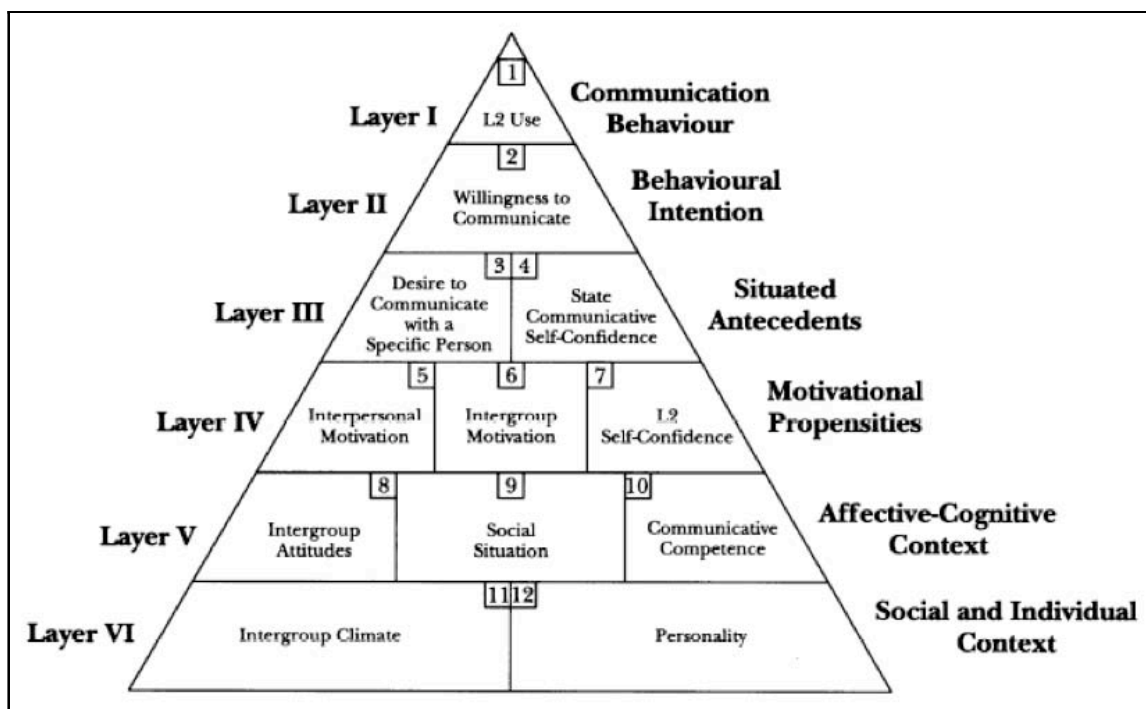 1
Layer I
L2 Use
Communication
Behaviour
2
Layer II
Willingness to
Communicate
Behavioural
Intention
3 4
Layer III
Desire to
Communicate
with a
Specific Person
State
Communicative
Self-Confidence
Situated
Antecedents
5 6 7
Layer IV
Interpersonal
Motivation
Intergroup
Motivation
L2
Self-Confidence
Motivational
Propensities
8 9 10
Layer V
Intergroup
Attitudes
Social
Situation
Communicative
Competence
Affective-Cognitive
Context
11 12
Layer VI
Intergroup Climate
Personality
Social and Individual
Context